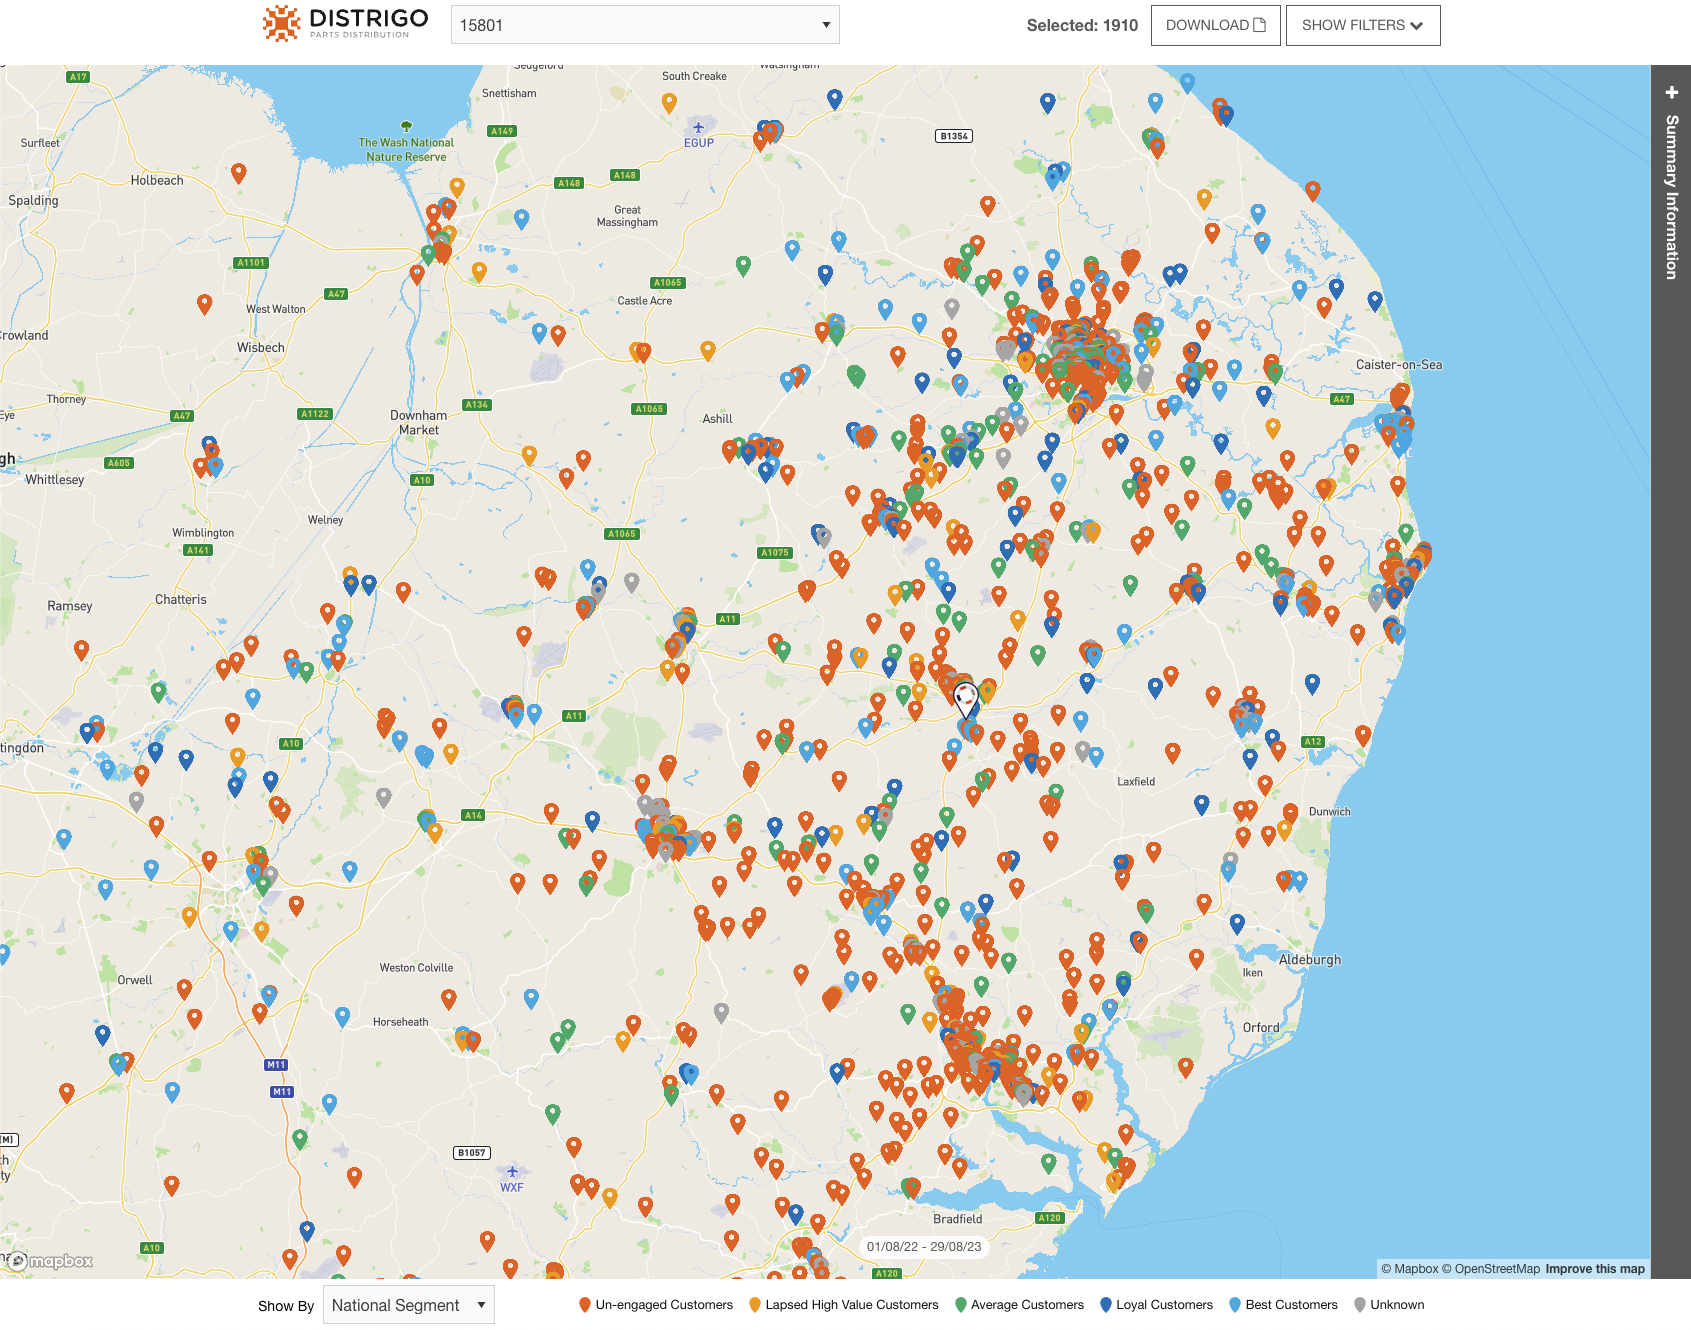 DISTRIGO
PARTS DISTRIBUTION
15801
Selected: 1910
DOWNLOAD
SHOW FILTERS
Summary Information
A17
Sedgeford
South Creake
Walsingham
Snettisham
A149
The Wash National
Nature Reserve
EGUP
B1354
Surfleet
Holbeach
A148
A148
Spalding
Great
Massingham
A1101
A47
A1065
Castle Acre
West Walton
Crowland
Wisbech
Caister-on-Sea
Thorney
Eye
A47
A1122
A134
A1065
A47
Downham
Market
Ashill
gh
A605
Whittlesey
A10
Welney
Wimblington
A141
A1065
A1075
Ramsey
Chatteris
A11
A11
tingdon
A10
A12
Laxfield
A14
Dunwich
Weston Colville
Orwell
Aldeburgh
Iken
Horseheath
Orford
M11
M11
(M)
B1057
th
ty
WXF
Bradfield
A120
A10
01/08/22 - 29/08/23
A120
mapbox
© Mapbox © OpenStreetMap Improve this map
Show By
National Segment
Un-engaged Customers
Lapsed High Value Customers
Average Customers
Loyal Customers
Best Customers
Unknown